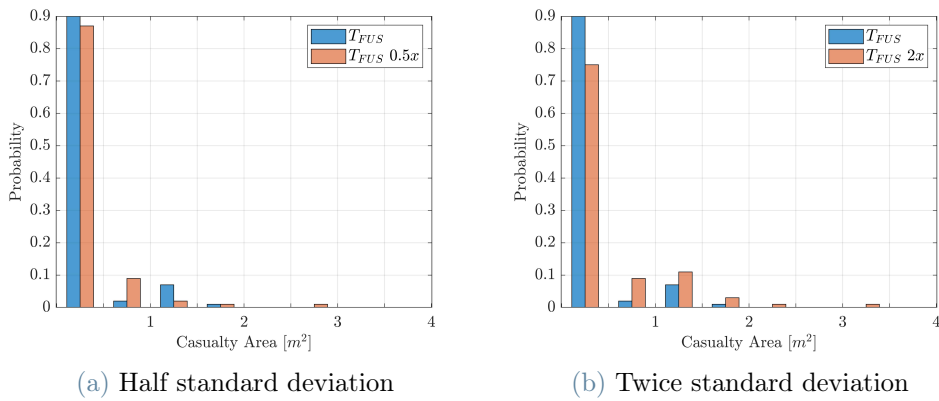 0.9
0.8
0.7
0.6
0.5
0.4
0.3
0.2
0.1
0
Probability
1 2 3 4
Casualty Area [m²]
T_FUS
T_FUS 0.5x
(a) Half standard deviation
0.9
0.8
0.7
0.6
0.5
0.4
0.3
0.2
0.1
0
Probability
1 2 3 4
Casualty Area [m²]
T_FUS
T_FUS 2x
(b) Twice standard deviation